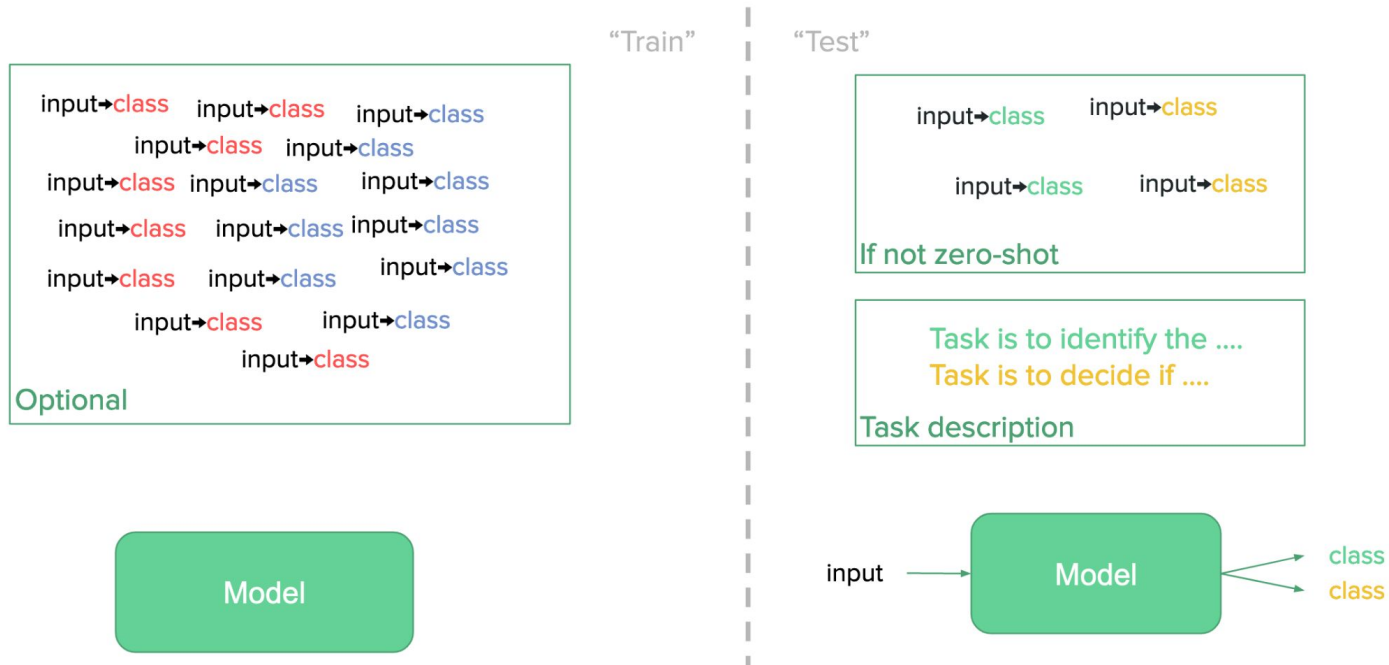 “Train”
input→class input→class input→class
input→class input→class
input→class input→class input→class
input→class input→class input→class
input→class input→class input→class
input→class input→class
input→class
Optional
Model
“Test”
input→class input→class
input→class input→class
If not zero-shot
Task is to identify the ....
Task is to decide if ....
Task description
input
Model
class
class